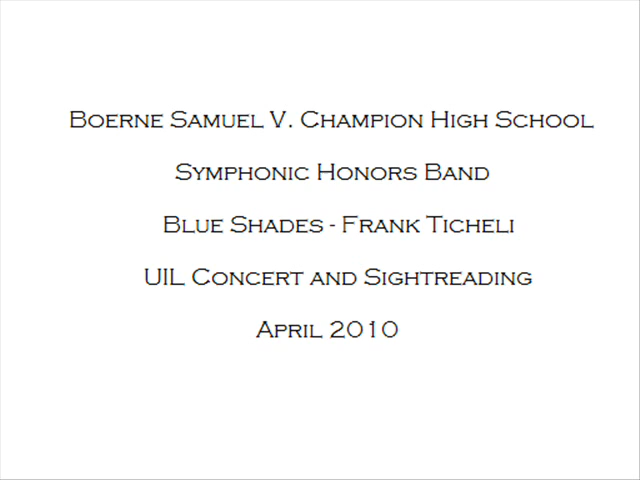 Boerne Samuel V. Champion High School
Symphonic Honors Band
Blue Shades - Frank Ticheli
UIL Concert and Sightreading
April 2010